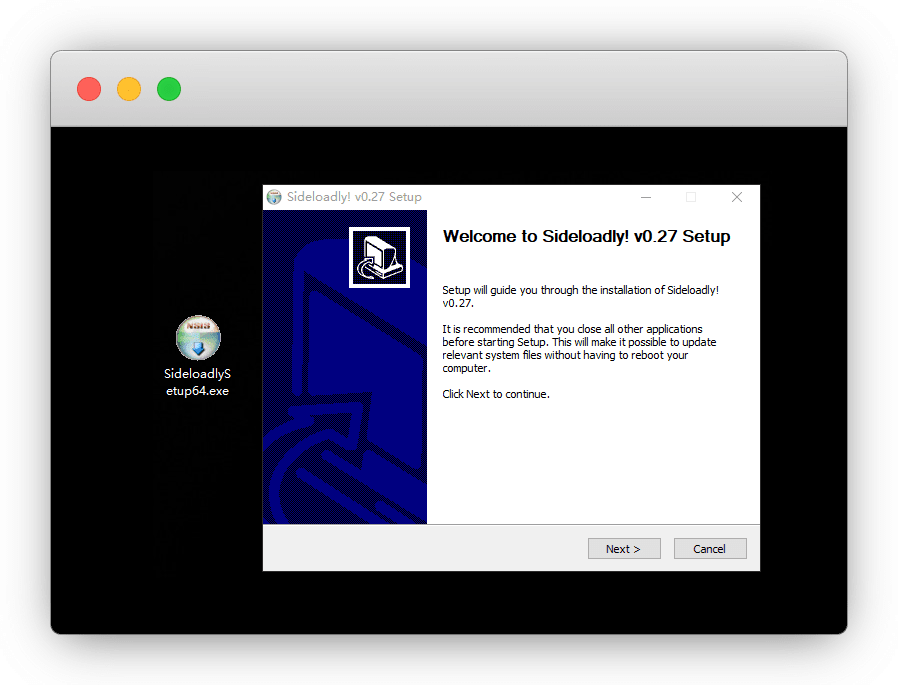 Sideloadly! v0.27 Setup
Welcome to Sideloadly! v0.27 Setup
Setup will guide you through the installation of Sideloadly!
v0.27.
It is recommended that you close all other applications
before starting Setup. This will make it possible to update
relevant system files without having to reboot your
computer.
Click Next to continue.
NSIS
SideloadlyS
etup64.exe
Next >
Cancel